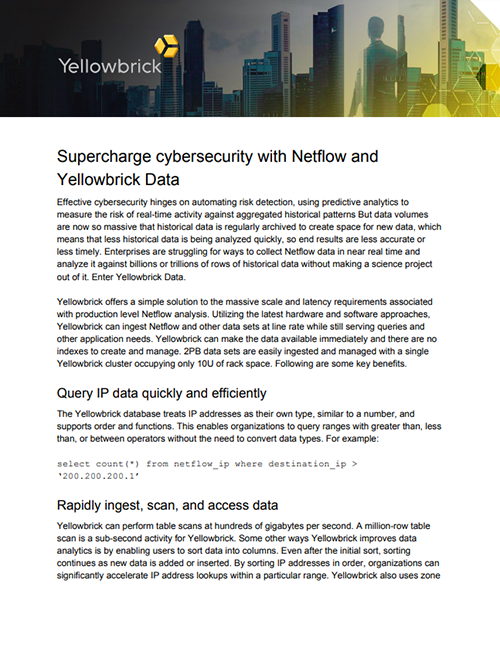 Yellowbrick
Supercharge cybersecurity with Netflow and
Yellowbrick Data
Effective cybersecurity hinges on automating risk detection, using predictive analytics to
measure the risk of real-time activity against aggregated historical patterns But data volumes
are now so massive that historical data is regularly archived to create space for new data, which
means that less historical data is being analyzed quickly, so end results are less accurate or
less timely. Enterprises are struggling for ways to collect Netflow data in near real time and
analyze it against billions or trillions of rows of historical data without making a science project
out of it. Enter Yellowbrick Data.
Yellowbrick offers a simple solution to the massive scale and latency requirements associated
with production level Netflow analysis. Utilizing the latest hardware and software approaches,
Yellowbrick can ingest Netflow and other data sets at line rate while still serving queries and
other application needs. Yellowbrick can make the data available immediately and there are no
indexes to create and manage. 2PB data sets are easily ingested and managed with a single
Yellowbrick cluster occupying only 10U of rack space. Following are some key benefits.
Query IP data quickly and efficiently
The Yellowbrick database treats IP addresses as their own type, similar to a number, and
supports order and functions. This enables organizations to query ranges with greater than, less
than, or between operators without the need to convert data types. For example:
select count(*) from netflow_ip where destination_ip >
‘200.200.200.1’
Rapidly ingest, scan, and access data
Yellowbrick can perform table scans at hundreds of gigabytes per second. A million-row table
scan is a sub-second activity for Yellowbrick. Some other ways Yellowbrick improves data
analytics is by enabling users to sort data into columns. Even after the initial sort, sorting
continues as new data is added or inserted. By sorting IP addresses in order, organizations can
significantly accelerate IP address lookups within a particular range. Yellowbrick also uses zone